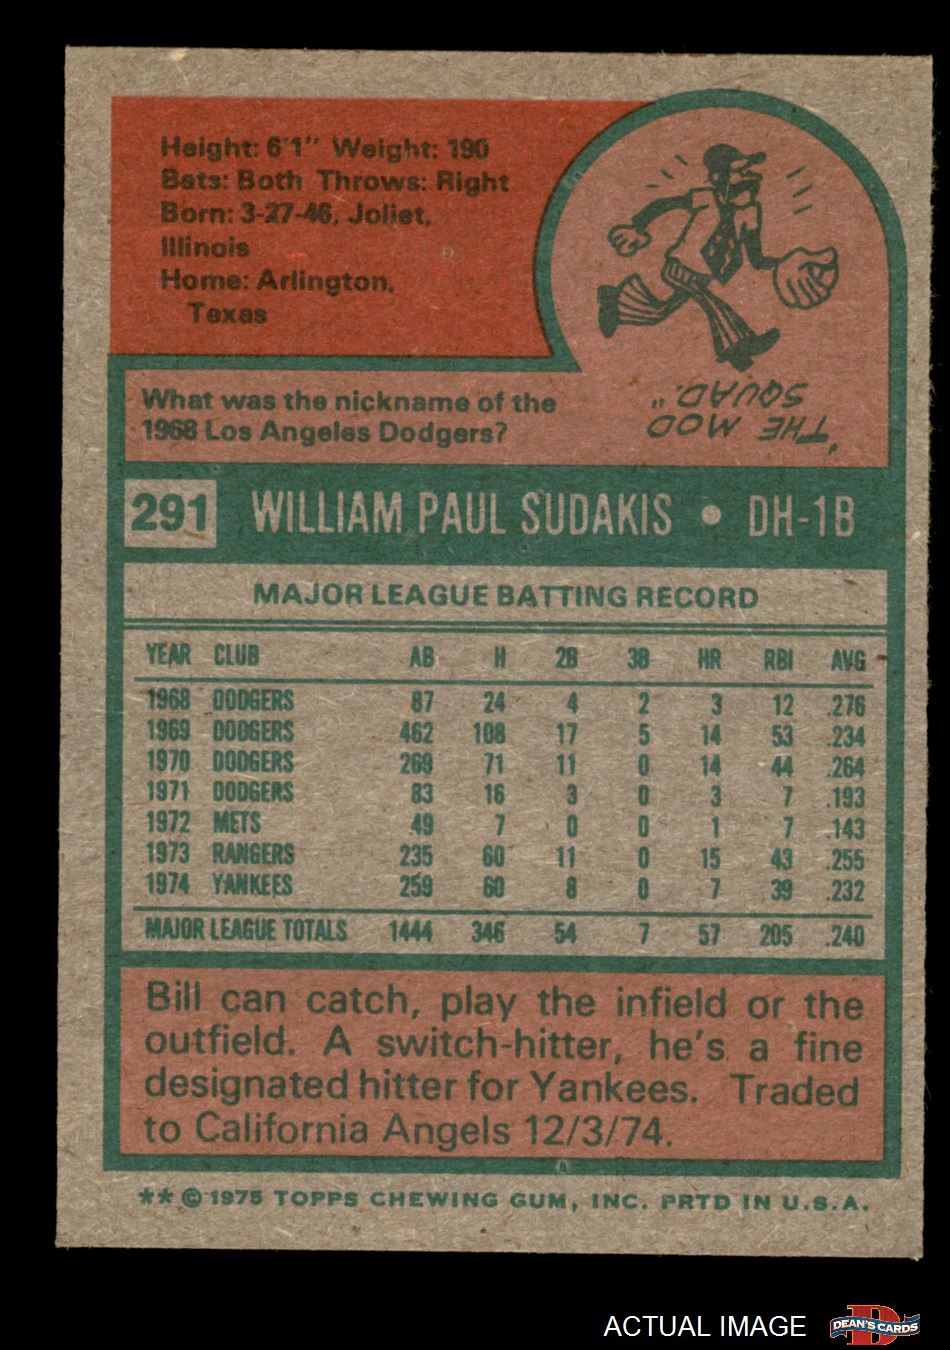 Height: 6'1" Weight: 190
Bats: Both Throws: Right
Born: 3-27-46, Joliet,
Illinois
Home: Arlington,
Texas
What was the nickname of the
1968 Los Angeles Dodgers?
"THE MOD
SQUAD."
291 WILLIAM PAUL SUDAKIS • DH-1B
MAJOR LEAGUE BATTING RECORD
YEAR CLUB AB H 2B 3B HR RBI AVG
1968 DODGERS 87 24 4 2 3 12 .276
1969 DODGERS 462 108 17 5 14 53 .234
1970 DODGERS 269 71 11 0 14 44 .264
1971 DODGERS 83 16 3 0 3 7 .193
1972 METS 49 7 0 0 1 7 .143
1973 RANGERS 235 60 11 0 15 43 .255
1974 YANKEES 259 60 8 0 7 39 .232
MAJOR LEAGUE TOTALS 1444 346 54 7 57 205 .240
Bill can catch, play the infield or the
outfield. A switch-hitter, he's a fine
designated hitter for Yankees. Traded
to California Angels 12/3/74.
** © 1975 TOPPS CHEWING GUM, INC. PRTD IN U.S.A.
ACTUAL IMAGE
DEAN'S CARDS